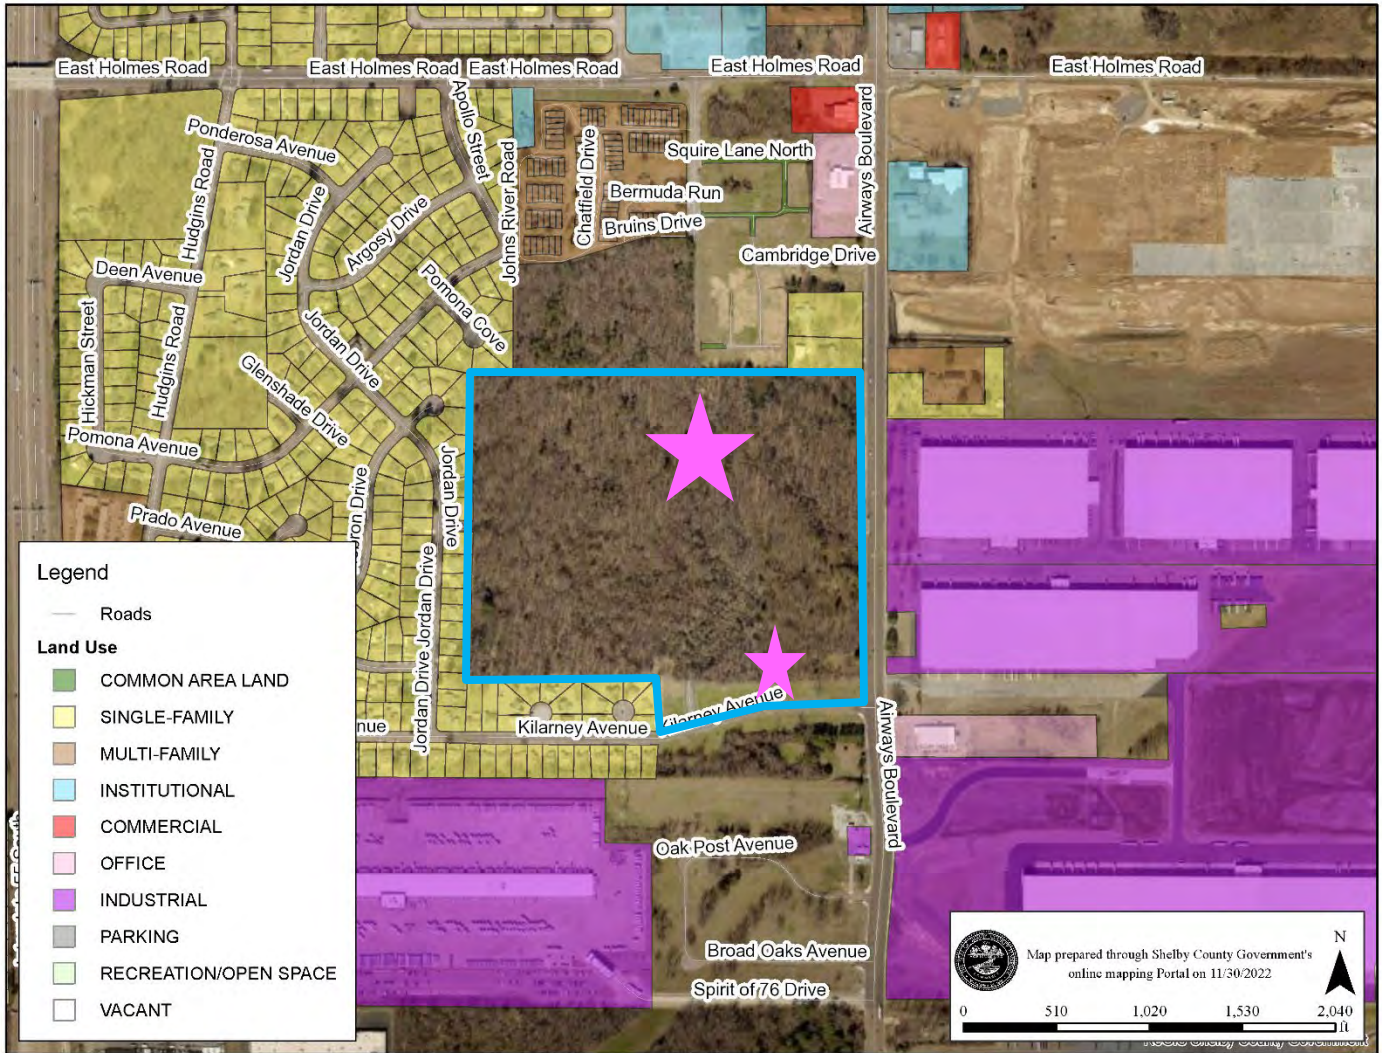 East Holmes Road
East Holmes Road
East Holmes Road
East Holmes Road
East Holmes Road
Apollo Street
Ponderosa Avenue
Hudgins Road
Jordan Drive
Argosy Drive
Johns River Road
Chatfield Drive
Squire Lane North
Bermuda Run
Bruins Drive
Airways Boulevard
Cambridge Drive
Deen Avenue
Hickman Street
Hudgins Road
Jordan Drive
Pomona Cove
Glenshade Drive
Pomona Avenue
Jordan Drive
Prado Avenue
Drive
Jordan Drive
Jordan Drive
Kilarney Avenue
Kilarney Avenue
Airways Boulevard
Oak Post Avenue
Broad Oaks Avenue
Spirit of 76 Drive
Legend
Roads
Land Use
COMMON AREA LAND
SINGLE-FAMILY
MULTI-FAMILY
INSTITUTIONAL
COMMERCIAL
OFFICE
INDUSTRIAL
PARKING
RECREATION/OPEN SPACE
VACANT
Map prepared through Shelby County Government's
online mapping Portal on 11/30/2022
N
0 510 1,020 1,530 2,040
ft